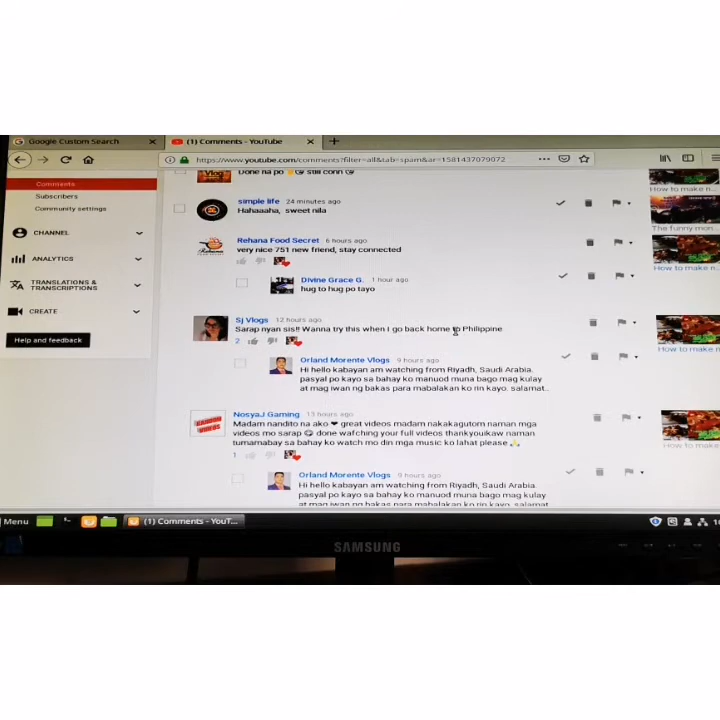 Google Custom Search
(1) Comments - YouTube
https://www.youtube.com/comments?filter=all&tab=spam&ar=1581437079072
Comments
Subscribers
Community settings
CHANNEL
ANALYTICS
TRANSLATIONS &
TRANSCRIPTIONS
CREATE
Help and feedback
Done na po still conn
simple life 24 minutes ago
Hahaaaha, sweet nila
Rehana Food Secret 6 hours ago
very nice 751 new friend, stay connected
Divine Grace G. 1 hour ago
hug to hug po tayo
Sj Vlogs 12 hours ago
Sarap nyan sis!! Wanna try this when I go back home to Philippine
2
Orland Morente Vlogs 9 hours ago
Hi hello kabayan am watching from Riyadh, Saudi Arabia.
pasyal po kayo sa bahay ko manuod muna bago mag kulay
at mag iwan ng bakas para mabalakan ko rin kayo. salamat...
NosyaJ Gaming 13 hours ago
Madam nandito na ako ❤ great videos madam nakakagutom naman mga
videos mo sarap 😋 done wafching your full videos thankyouikaw naman
tumamabay sa bahay ko watch mo din mga music ko lahat please 🙏
1
Orland Morente Vlogs 9 hours ago
Hi hello kabayan am watching from Riyadh, Saudi Arabia.
pasyal po kayo sa bahay ko manuod muna bago mag kulay
at mag iwan ng bakas para mabalakan ko rin kayo. salamat
How to make n...
The funny mon...
How to make n...
How to make n...
How to make n...
Menu
(1) Comments - YouT...
SAMSUNG